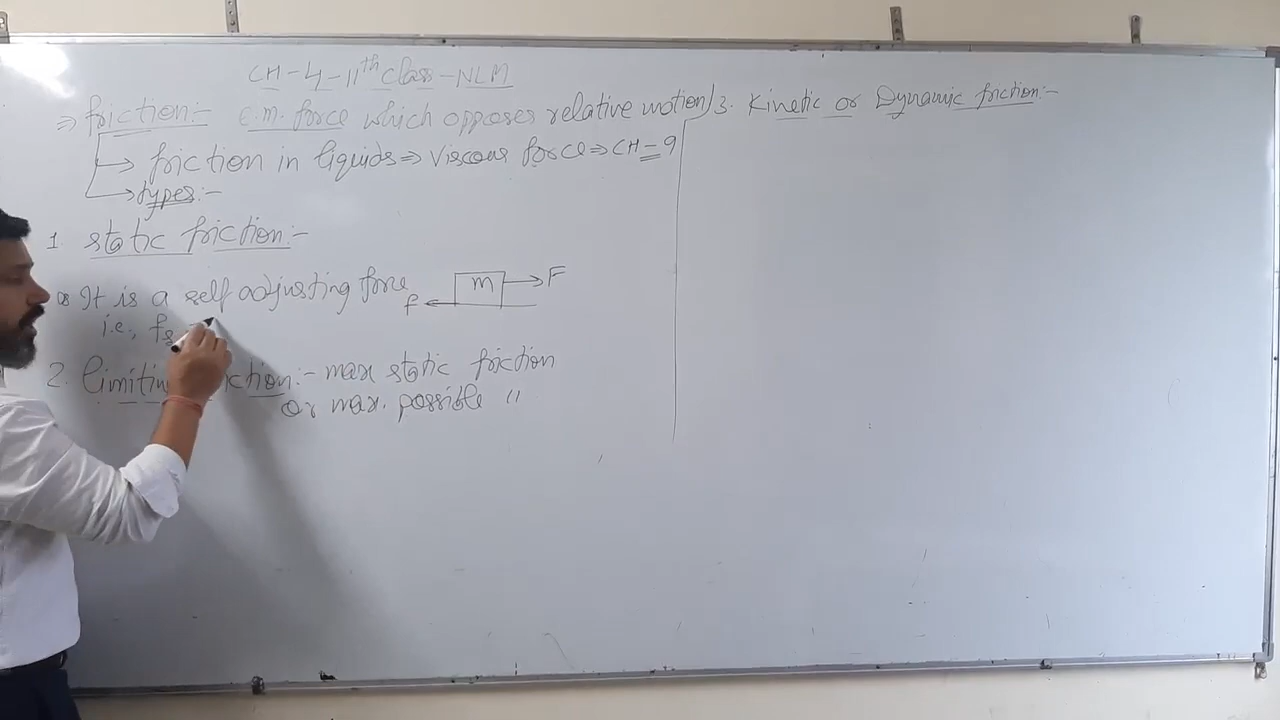 CH-4-11th class-NLM
⇒ friction:- E.M. force which opposes relative motion/
→ friction in liquids ⇒ Viscous force ⇒ CH-9
→ types:-
1. static friction:-
It is a self adjusting force
f m F
i.e., fs
2. limiting friction:- max static friction
or max. possible "
3. Kinetic or Dynamic friction:-